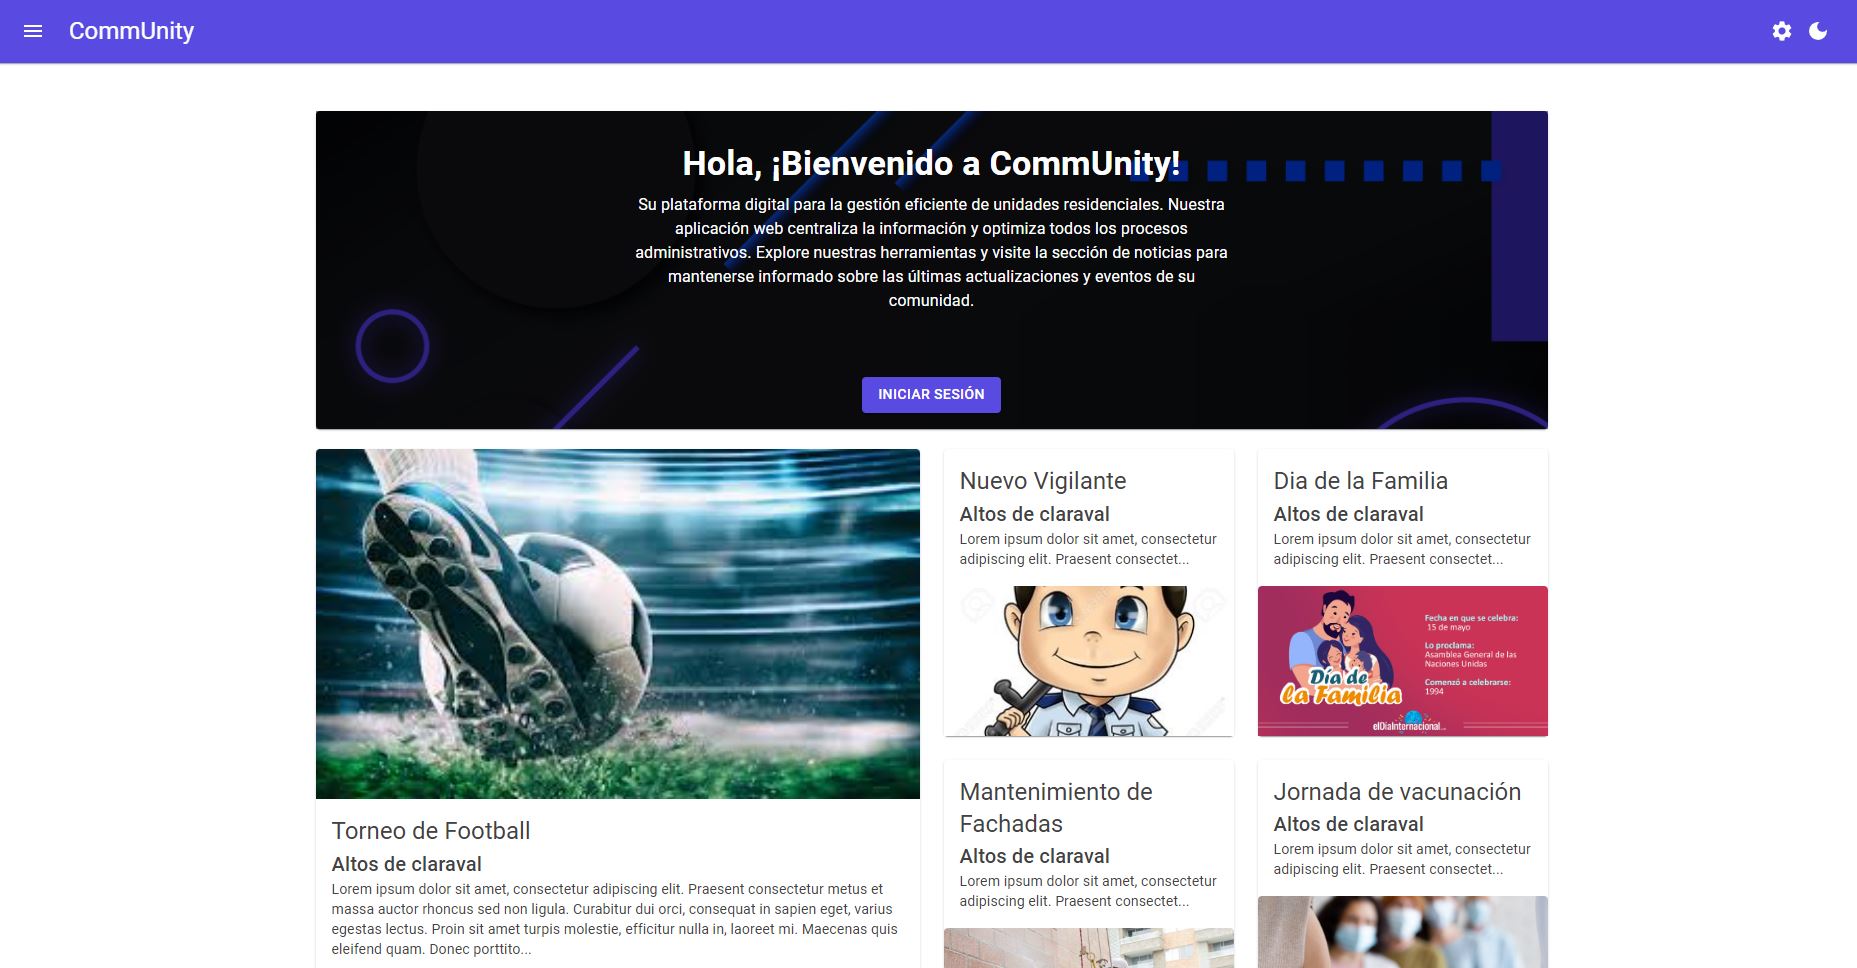 CommUnity
Hola, ¡Bienvenido a CommUnity!
Su plataforma digital para la gestión eficiente de unidades residenciales. Nuestra
aplicación web centraliza la información y optimiza todos los procesos
administrativos. Explore nuestras herramientas y visite la sección de noticias para
mantenerse informado sobre las últimas actualizaciones y eventos de su
comunidad.
INICIAR SESIÓN
Torneo de Football
Altos de claraval
Lorem ipsum dolor sit amet, consectetur adipiscing elit. Praesent consectetur metus et
massa auctor rhoncus sed non ligula. Curabitur dui orci, consequat in sapien eget, varius
egestas lectus. Proin sit amet turpis molestie, efficitur nulla in, laoreet mi. Maecenas quis
eleifend quam. Donec porttito...
Nuevo Vigilante
Altos de claraval
Lorem ipsum dolor sit amet, consectetur
adipiscing elit. Praesent consectet...
Dia de la Familia
Altos de claraval
Lorem ipsum dolor sit amet, consectetur
adipiscing elit. Praesent consectet...
Día de
la Familia
Fecha en que se celebra:
15 de mayo
Lo proclama:
Asamblea General de las
Naciones Unidas
Comenzó a celebrarse:
1994
elDíaInternacional
Mantenimiento de
Fachadas
Altos de claraval
Lorem ipsum dolor sit amet, consectetur
adipiscing elit. Praesent consectet...
Jornada de vacunación
Altos de claraval
Lorem ipsum dolor sit amet, consectetur
adipiscing elit. Praesent consectet...